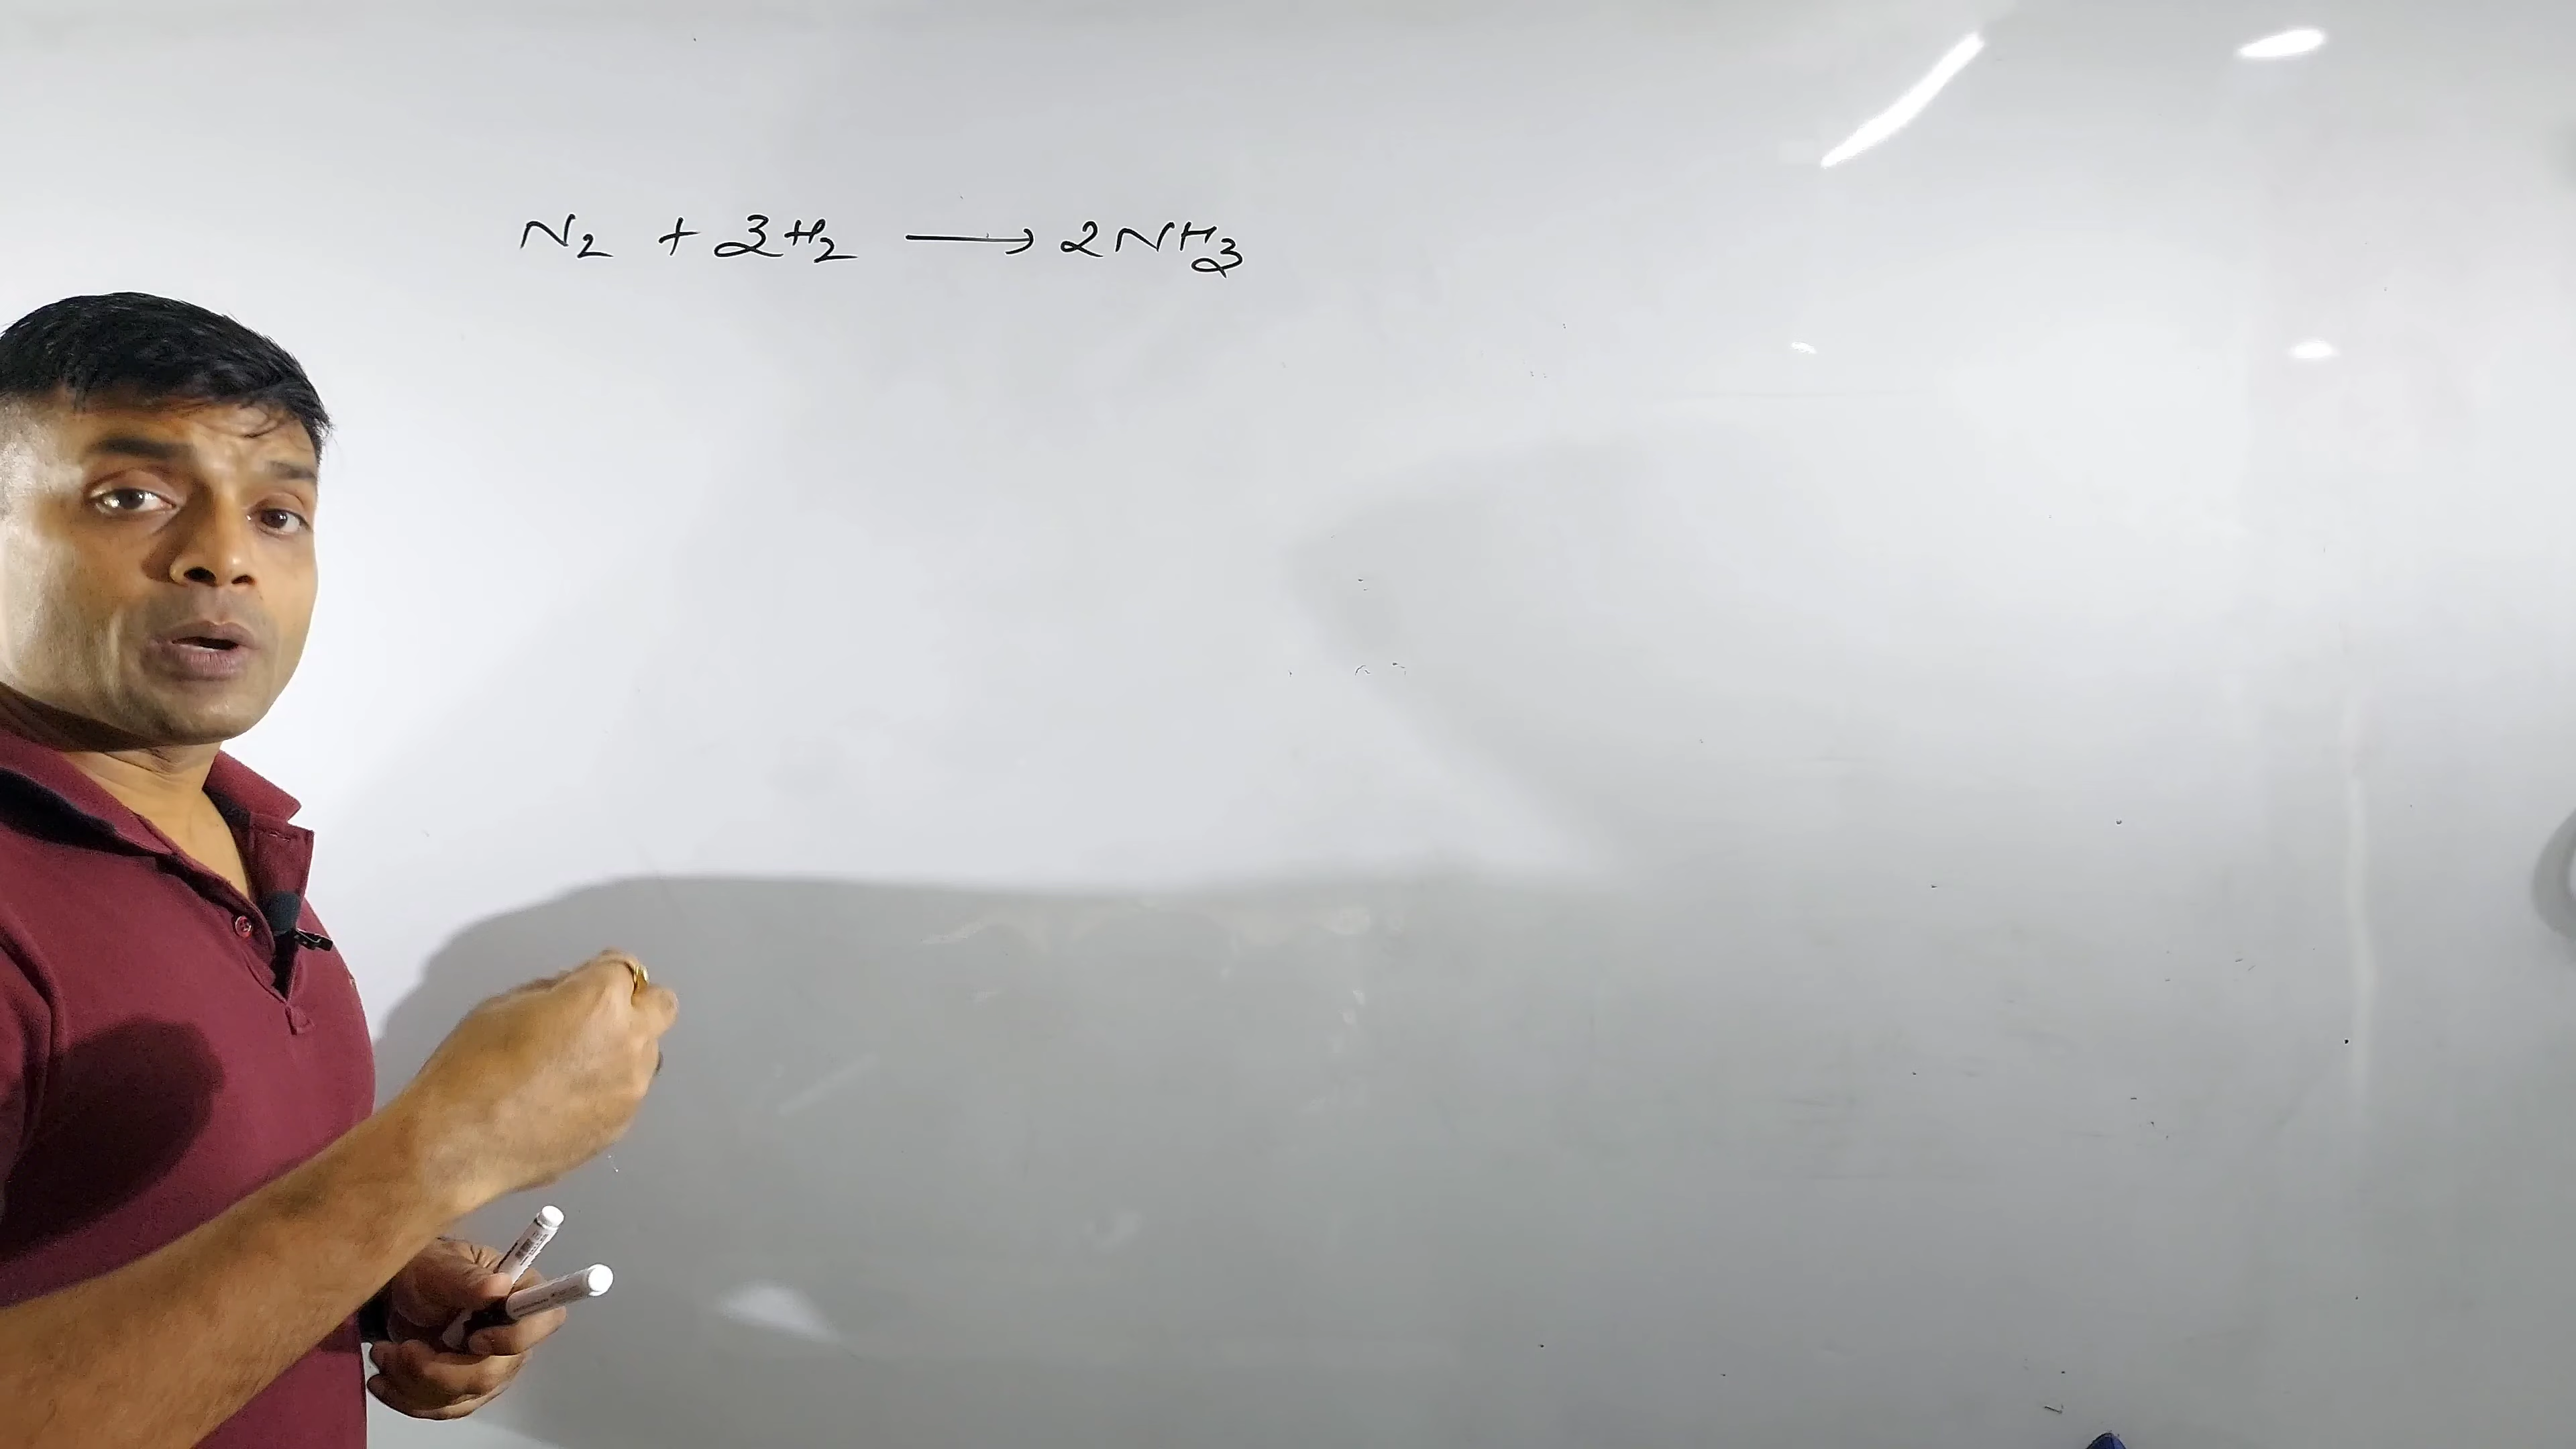 N₂ + 3H₂ ⟶ 2NH₃